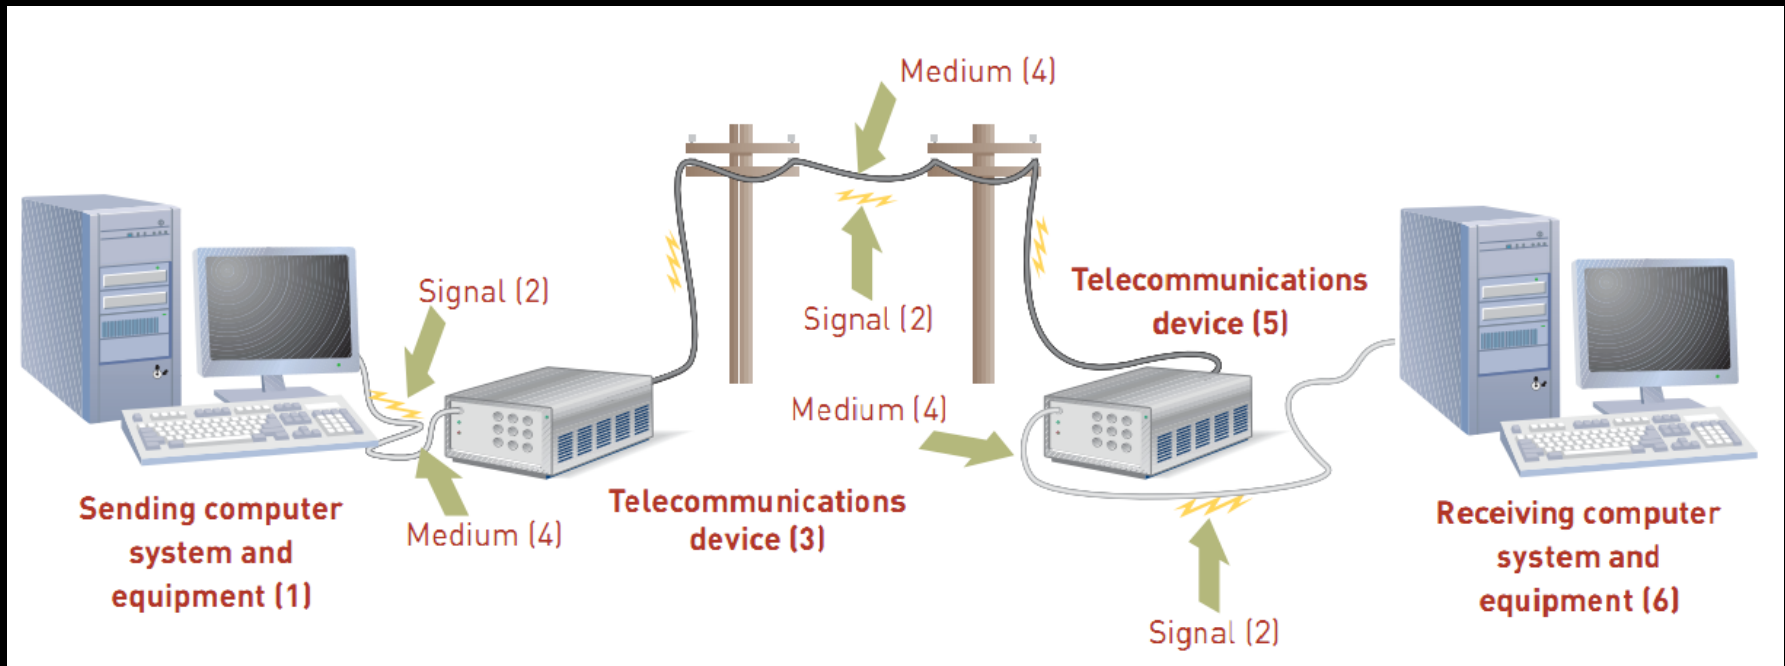 Medium (4)
Signal (2)
Signal (2)
Telecommunications
device (5)
Medium (4)
Sending computer
system and
equipment (1)
Medium (4)
Telecommunications
device (3)
Receiving computer
system and
equipment (6)
Signal (2)